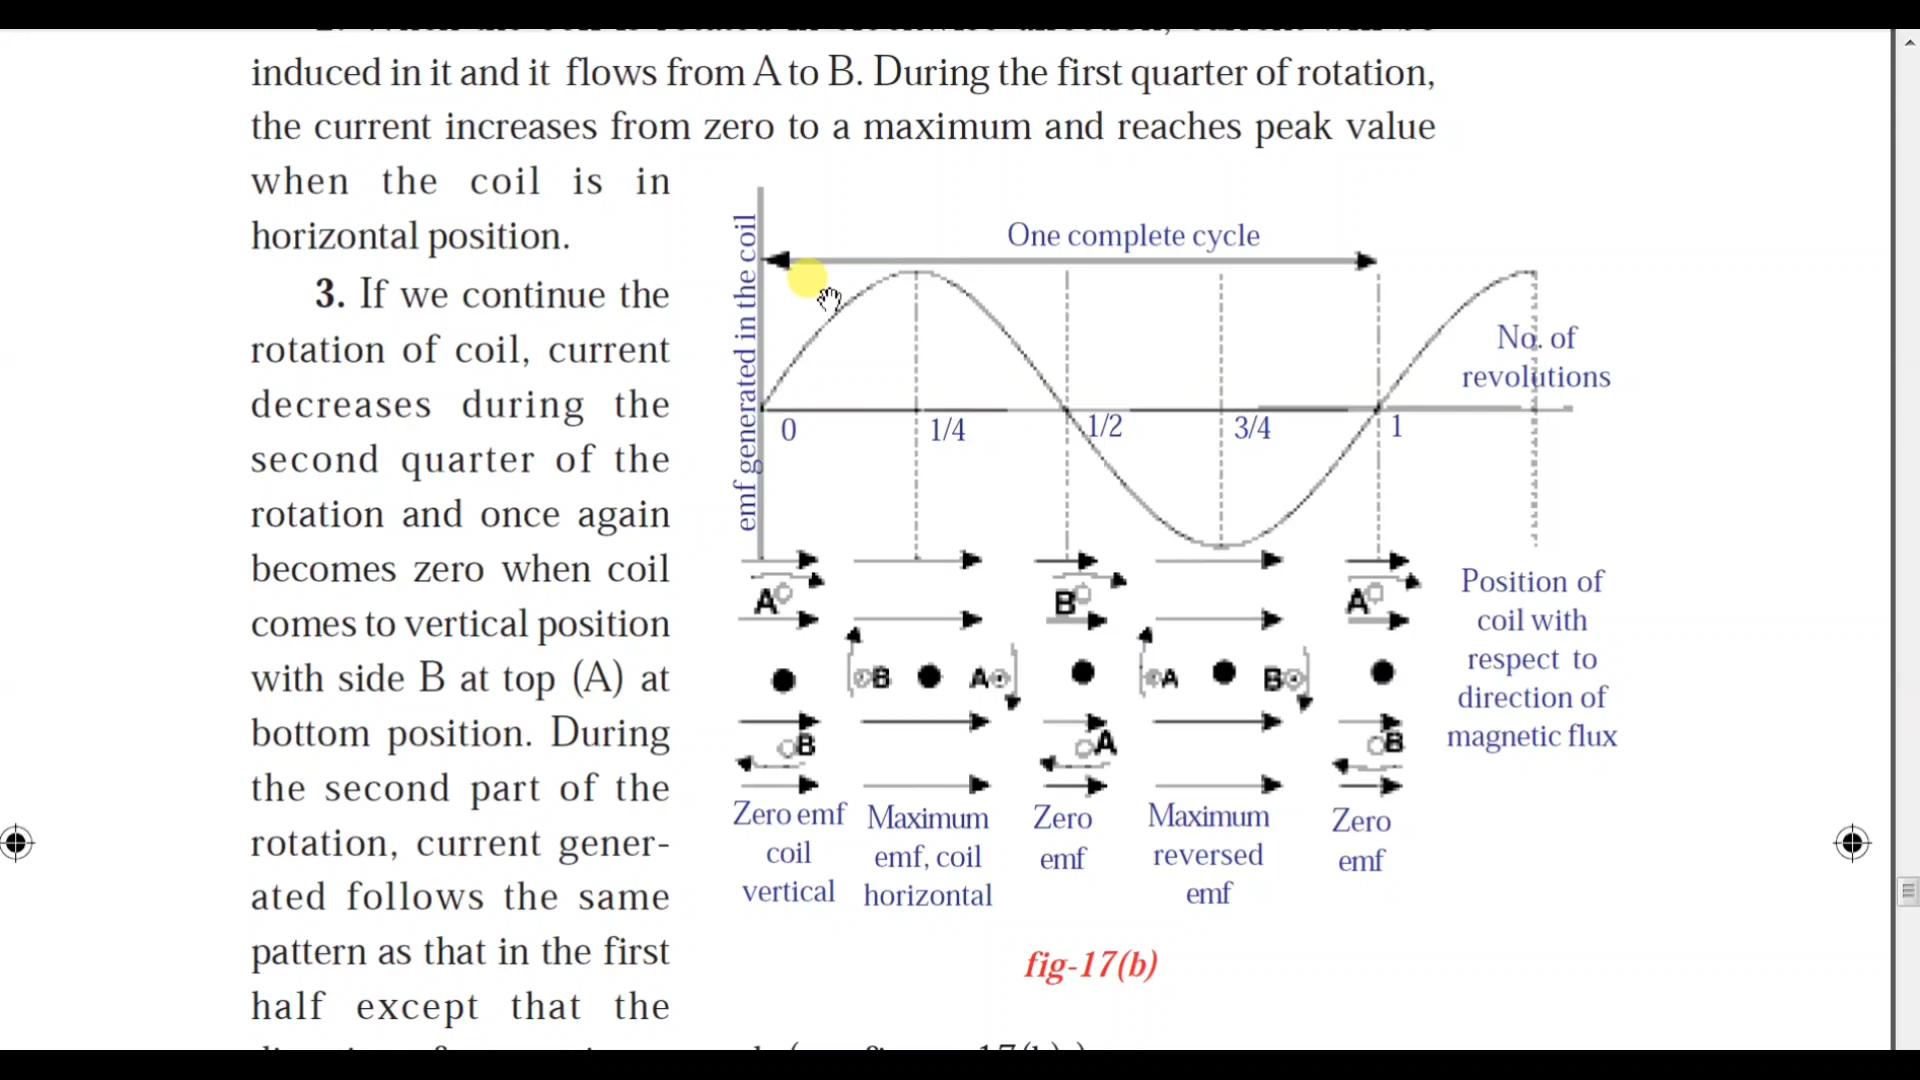 induced in it and it flows from A to B. During the first quarter of rotation,
the current increases from zero to a maximum and reaches peak value
when the coil is in
horizontal position.
3. If we continue the
rotation of coil, current
decreases during the
second quarter of the
rotation and once again
becomes zero when coil
comes to vertical position
with side B at top (A) at
bottom position. During
the second part of the
rotation, current gener-
ated follows the same
pattern as that in the first
half except that the
emf generated in the coil
One complete cycle
No. of
revolutions
0
1/4
1/2
3/4
1
A
B
A
B
A
A
B
B
A
B
Position of
coil with
respect to
direction of
magnetic flux
Zero emf
coil
vertical
Maximum
emf, coil
horizontal
Zero
emf
Maximum
reversed
emf
Zero
emf
fig-17(b)